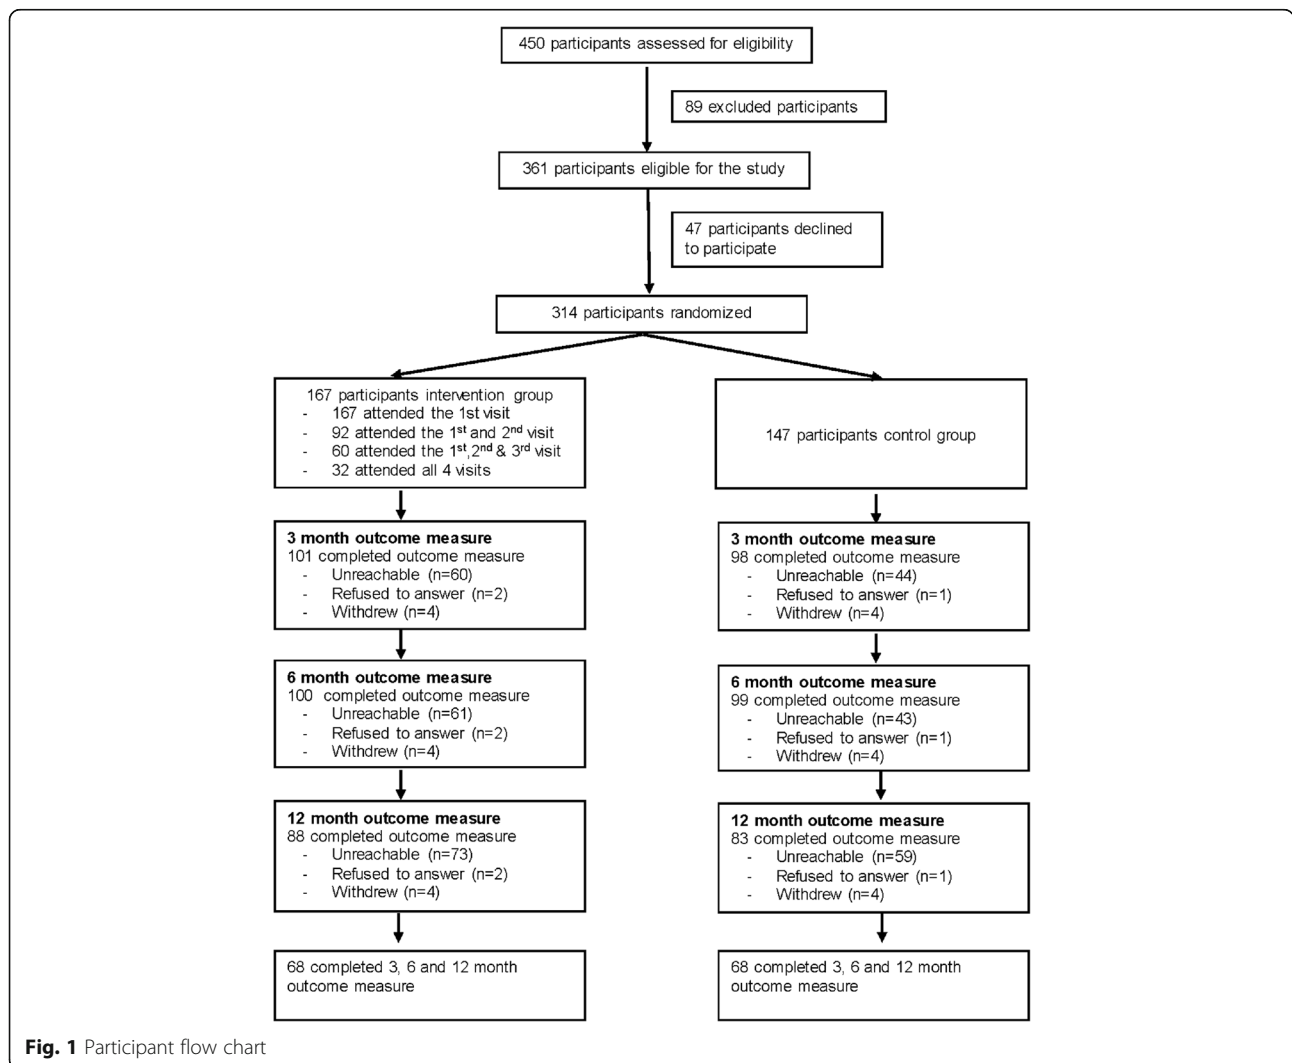 450 participants assessed for eligibility
89 excluded participants
361 participants eligible for the study
47 participants declined
to participate
314 participants randomized
167 participants intervention group
- 167 attended the 1st visit
- 92 attended the 1st and 2nd visit
- 60 attended the 1st,2nd & 3rd visit
- 32 attended all 4 visits
147 participants control group
3 month outcome measure
101 completed outcome measure
- Unreachable (n=60)
- Refused to answer (n=2)
- Withdrew (n=4)
3 month outcome measure
98 completed outcome measure
- Unreachable (n=44)
- Refused to answer (n=1)
- Withdrew (n=4)
6 month outcome measure
100 completed outcome measure
- Unreachable (n=61)
- Refused to answer (n=2)
- Withdrew (n=4)
6 month outcome measure
99 completed outcome measure
- Unreachable (n=43)
- Refused to answer (n=1)
- Withdrew (n=4)
12 month outcome measure
88 completed outcome measure
- Unreachable (n=73)
- Refused to answer (n=2)
- Withdrew (n=4)
12 month outcome measure
83 completed outcome measure
- Unreachable (n=59)
- Refused to answer (n=1)
- Withdrew (n=4)
68 completed 3, 6 and 12 month
outcome measure
68 completed 3, 6 and 12 month
outcome measure
Fig. 1 Participant flow chart